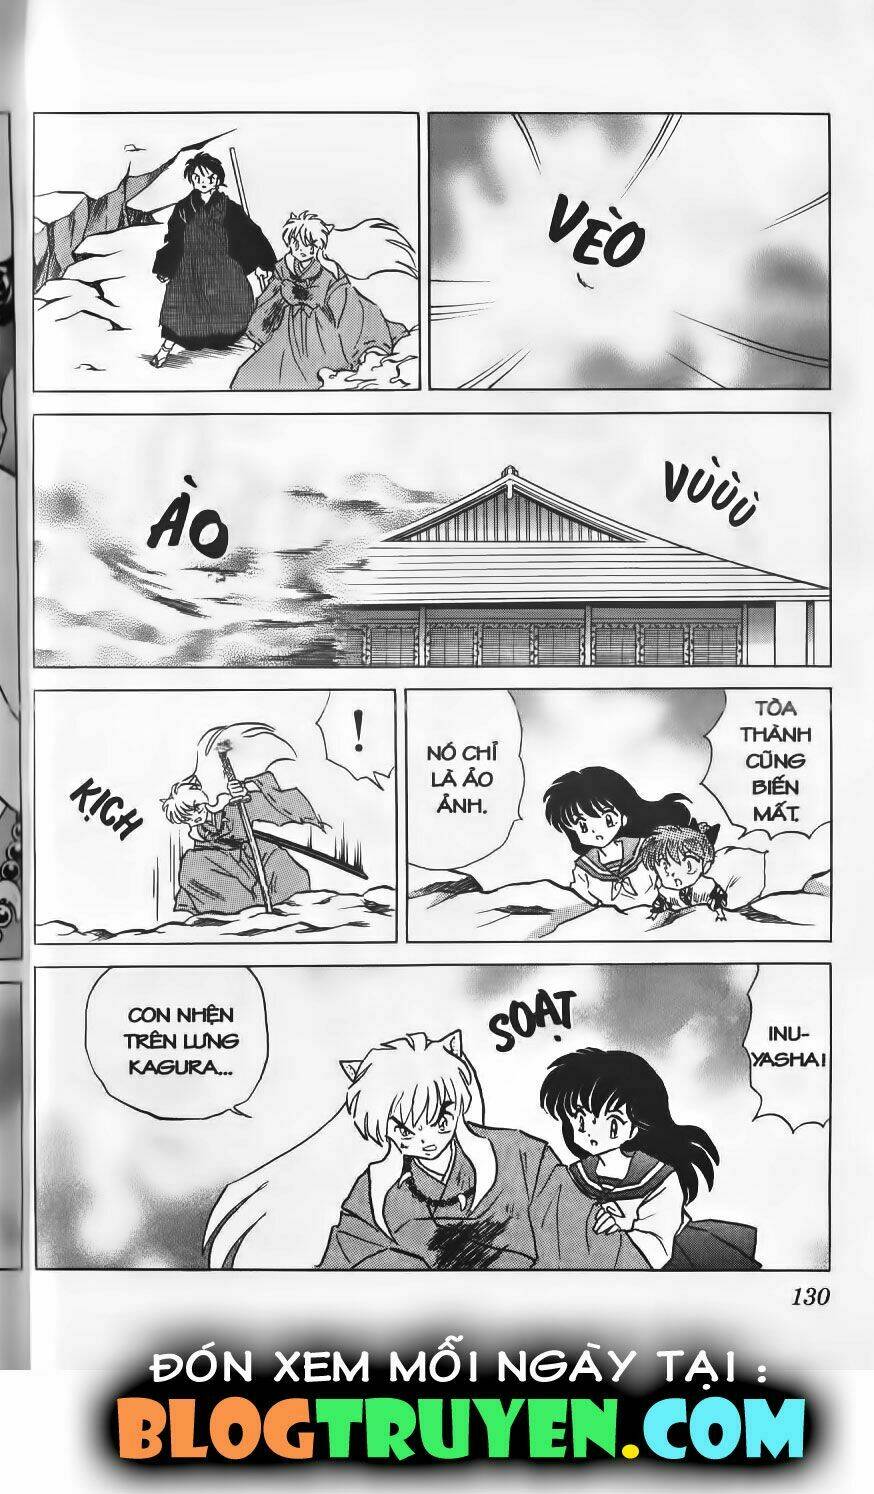 VÈO
ÀO
VÙÙÙ
TÒA
THÀNH
CŨNG
BIẾN
MẤT.
NÓ CHỈ
LÀ ẢO
ẢNH.
!
KỊCH
INU-
YASHA!
SOẠT
CON NHỆN
TRÊN LƯNG
KAGURA...
130
ĐÓN XEM MỖI NGÀY TẠI :
BLOGTRUYEN.COM